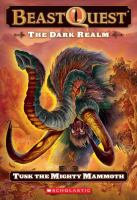 BEAST QUEST
THE DARK REALM
TUSK THE MIGHTY MAMMOTH
SCHOLASTIC